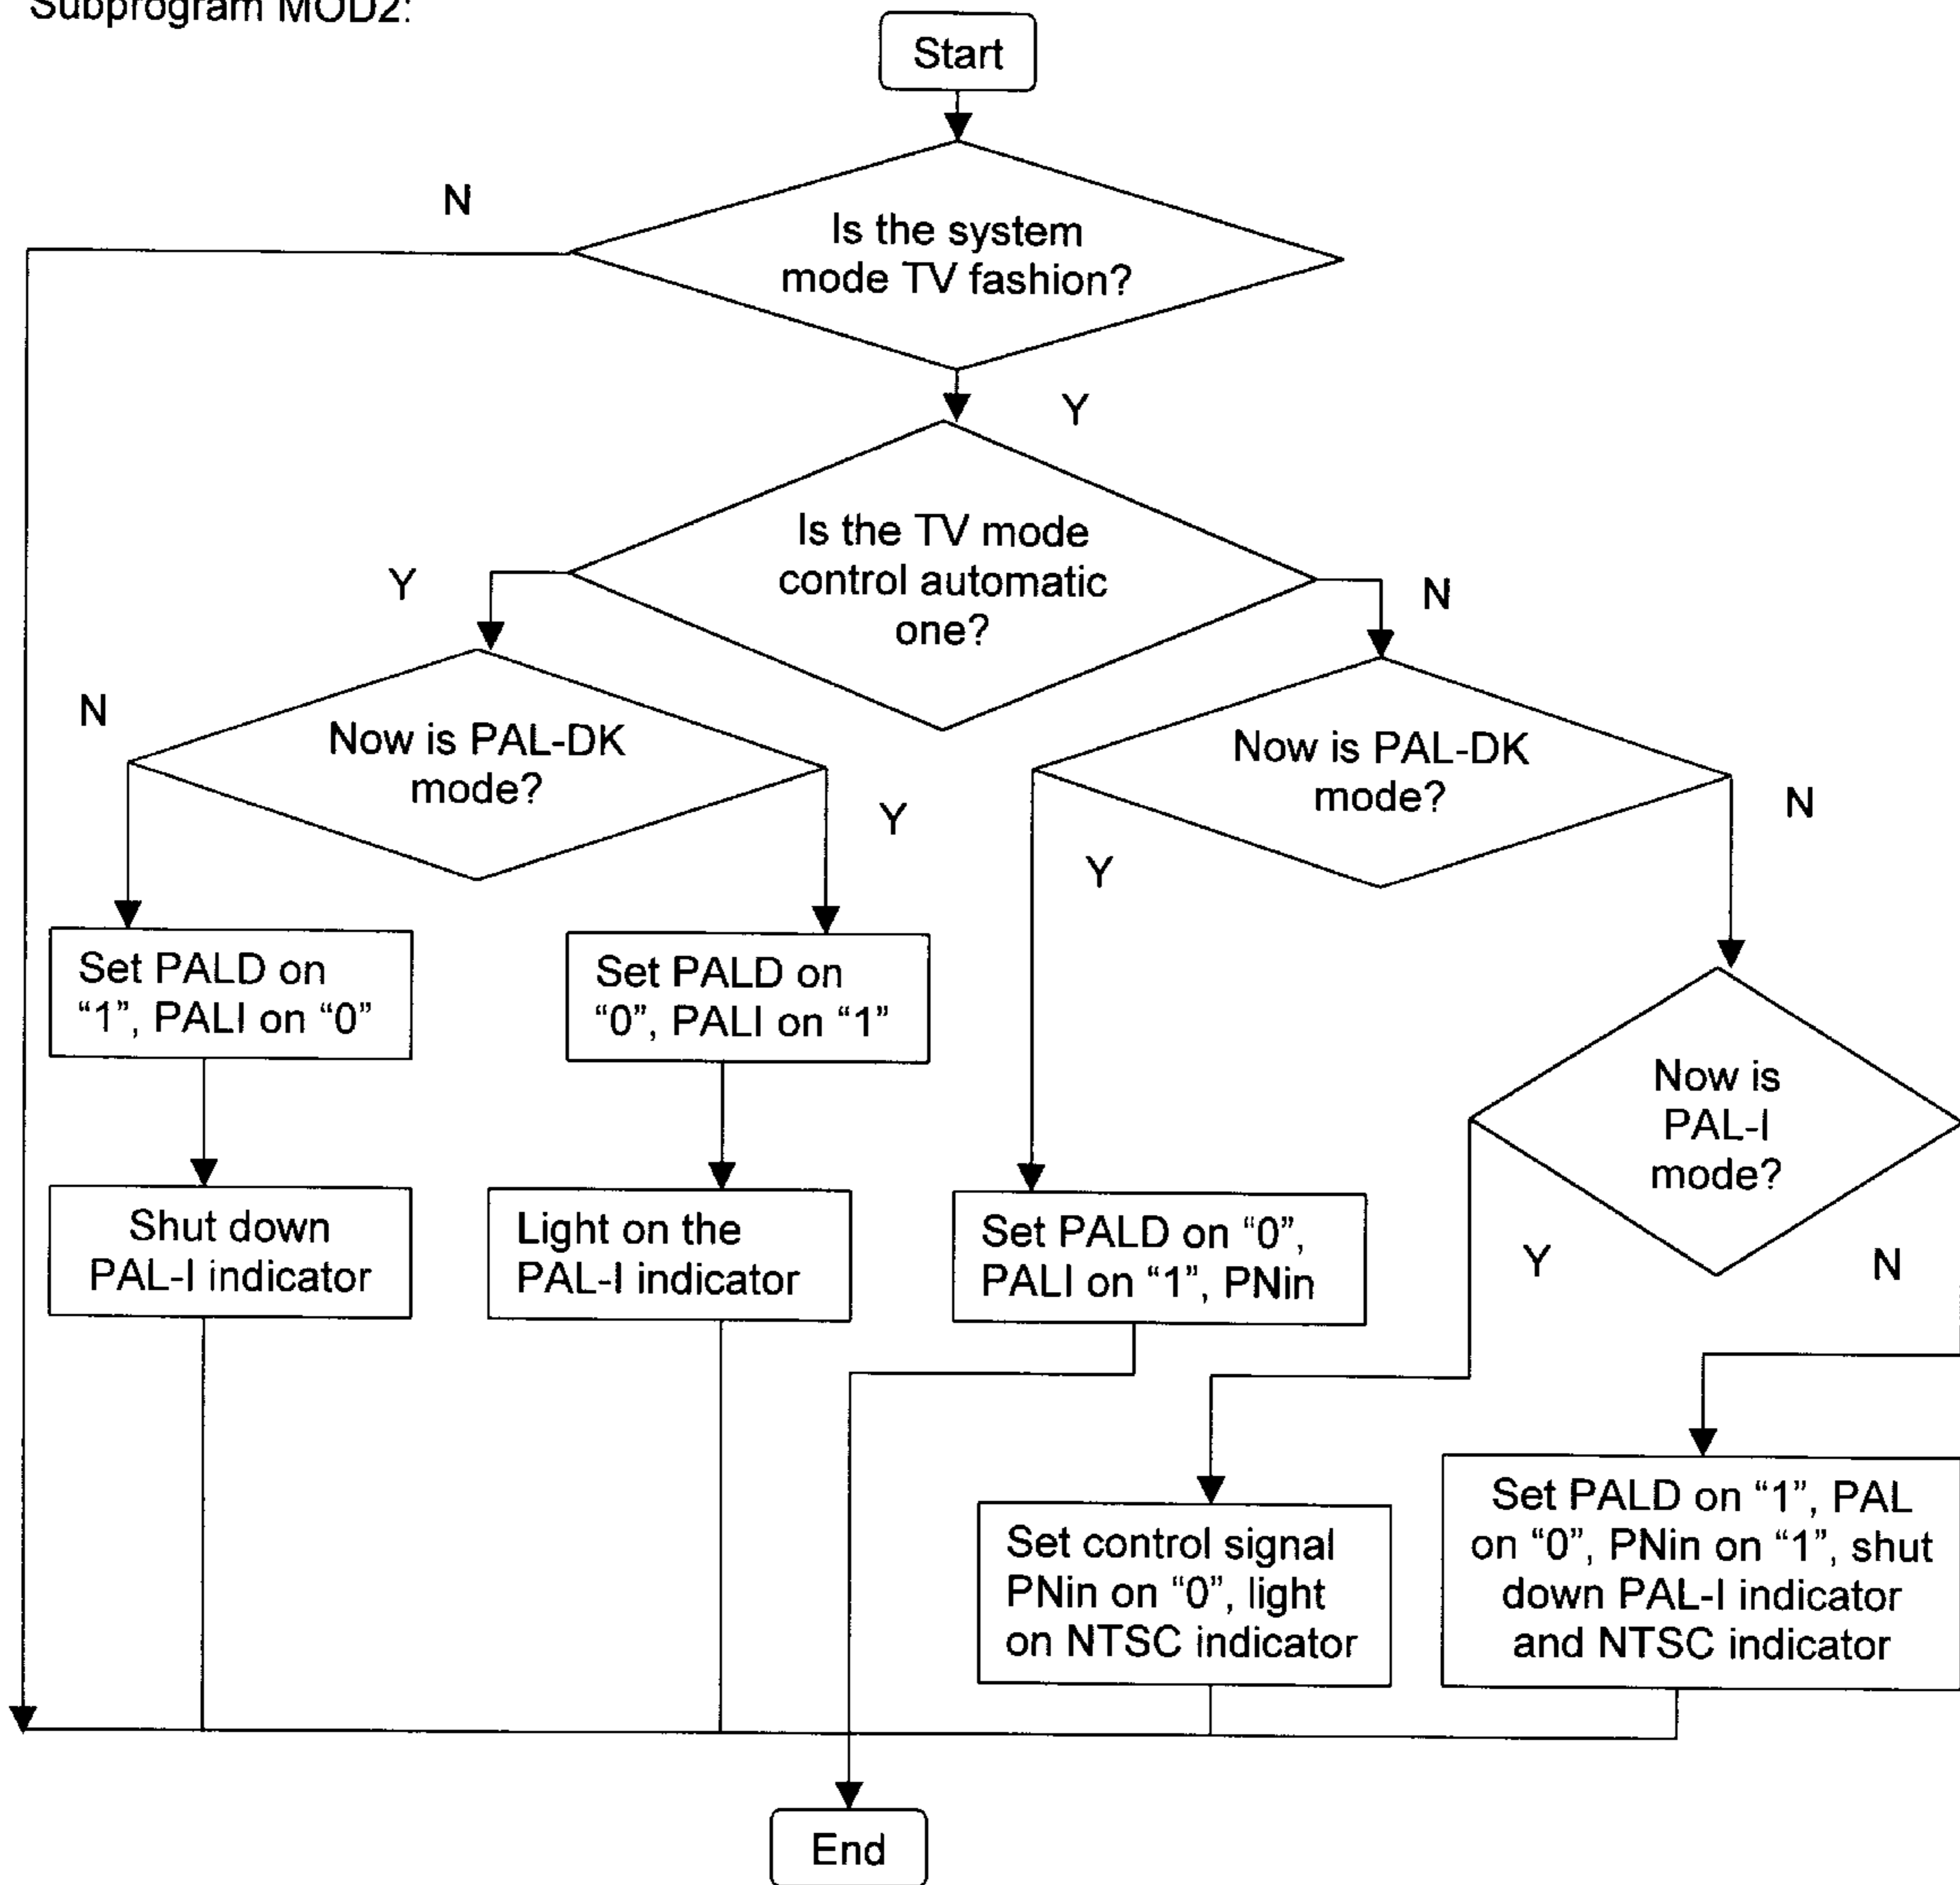 Subprogram MOD2:
Start
N
Is the system
mode TV fashion?
Y
Is the TV mode
control automatic
one?
Y
N
Now is PAL-DK
mode?
N
Y
Now is PAL-DK
mode?
Y
N
Set PALD on
“1”, PALI on “0”
Set PALD on
“0”, PALI on “1”
Now is
PAL-I
mode?
Y
N
Shut down
PAL-I indicator
Light on the
PAL-I indicator
Set PALD on “0”,
PALI on “1”, PNin
Set control signal
PNin on “0”, light
on NTSC indicator
Set PALD on “1”, PAL
on “0”, PNin on “1”, shut
down PAL-I indicator
and NTSC indicator
End